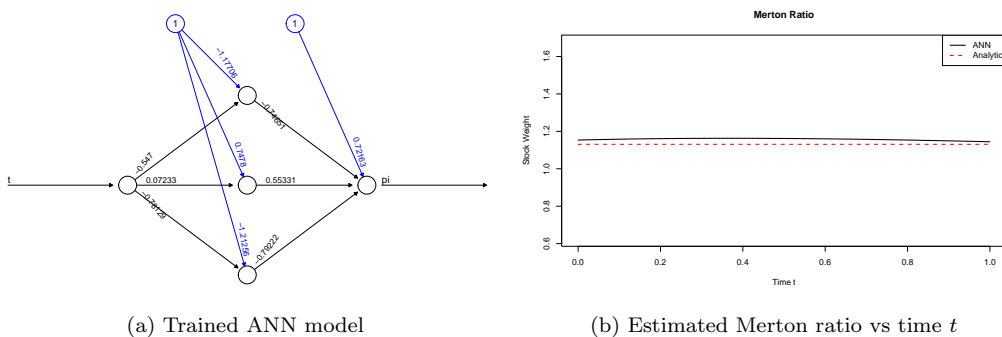 1
1
−1.17706
−0.74651
0.7478
0.72163
−0.547
t
0.07233
0.55331
pi
−0.78129
−1.21256
−0.79222
(a) Trained ANN model
Merton Ratio
ANN
Analytic
Stock Weight
1.6
1.4
1.2
1.0
0.8
0.6
0.0 0.2 0.4 0.6 0.8 1.0
Time t
(b) Estimated Merton ratio vs time t